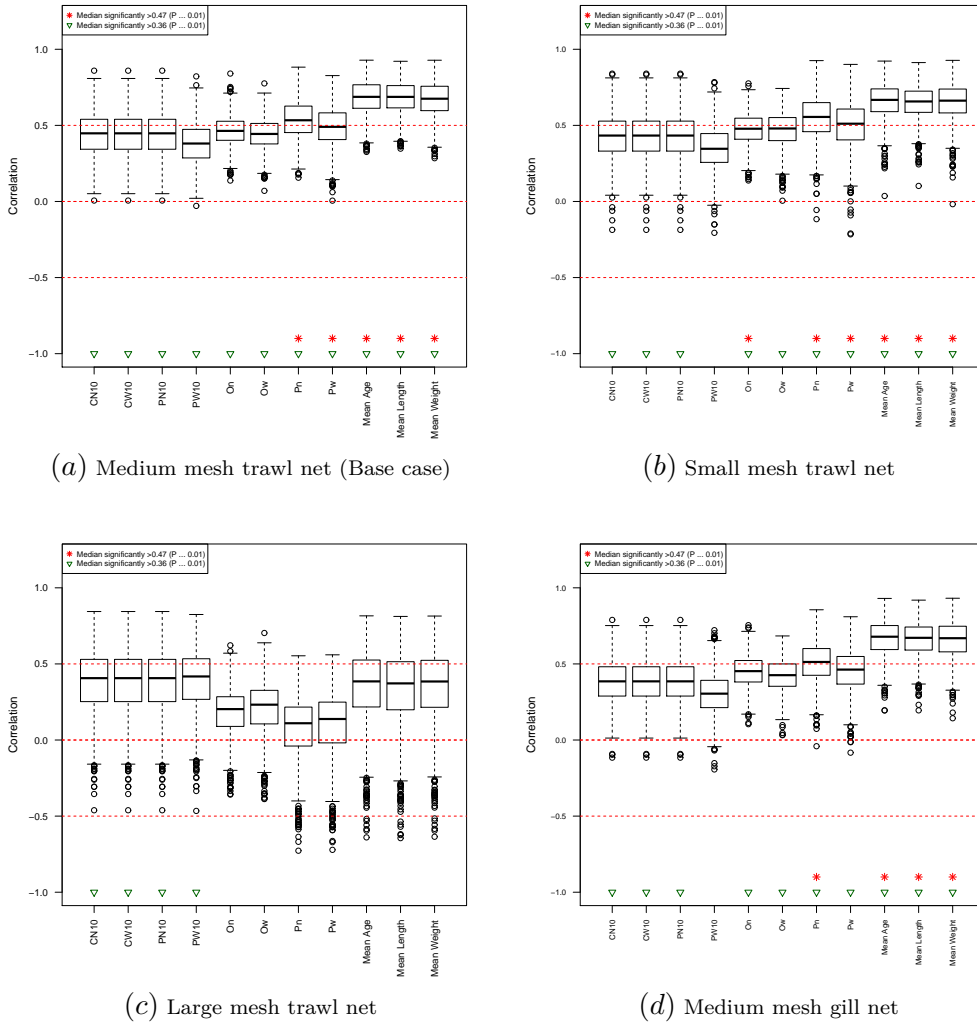 ✳ Median significantly >0.47 (P ... 0.01)
▽ Median significantly >0.36 (P ... 0.01)
Correlation
1.0
0.5
0.0
−0.5
−1.0
CN10 CW10 PN10 PW10 On Ow Pn Pw Mean Age Mean Length Mean Weight
(a) Medium mesh trawl net (Base case)
✳ Median significantly >0.47 (P ... 0.01)
▽ Median significantly >0.36 (P ... 0.01)
Correlation
1.0
0.5
0.0
−0.5
−1.0
CN10 CW10 PN10 PW10 On Ow Pn Pw Mean Age Mean Length Mean Weight
(b) Small mesh trawl net
✳ Median significantly >0.47 (P ... 0.01)
▽ Median significantly >0.36 (P ... 0.01)
Correlation
1.0
0.5
0.0
−0.5
−1.0
CN10 CW10 PN10 PW10 On Ow Pn Pw Mean Age Mean Length Mean Weight
(c) Large mesh trawl net
✳ Median significantly >0.47 (P ... 0.01)
▽ Median significantly >0.36 (P ... 0.01)
Correlation
1.0
0.5
0.0
−0.5
−1.0
CN10 CW10 PN10 PW10 On Ow Pn Pw Mean Age Mean Length Mean Weight
(d) Medium mesh gill net